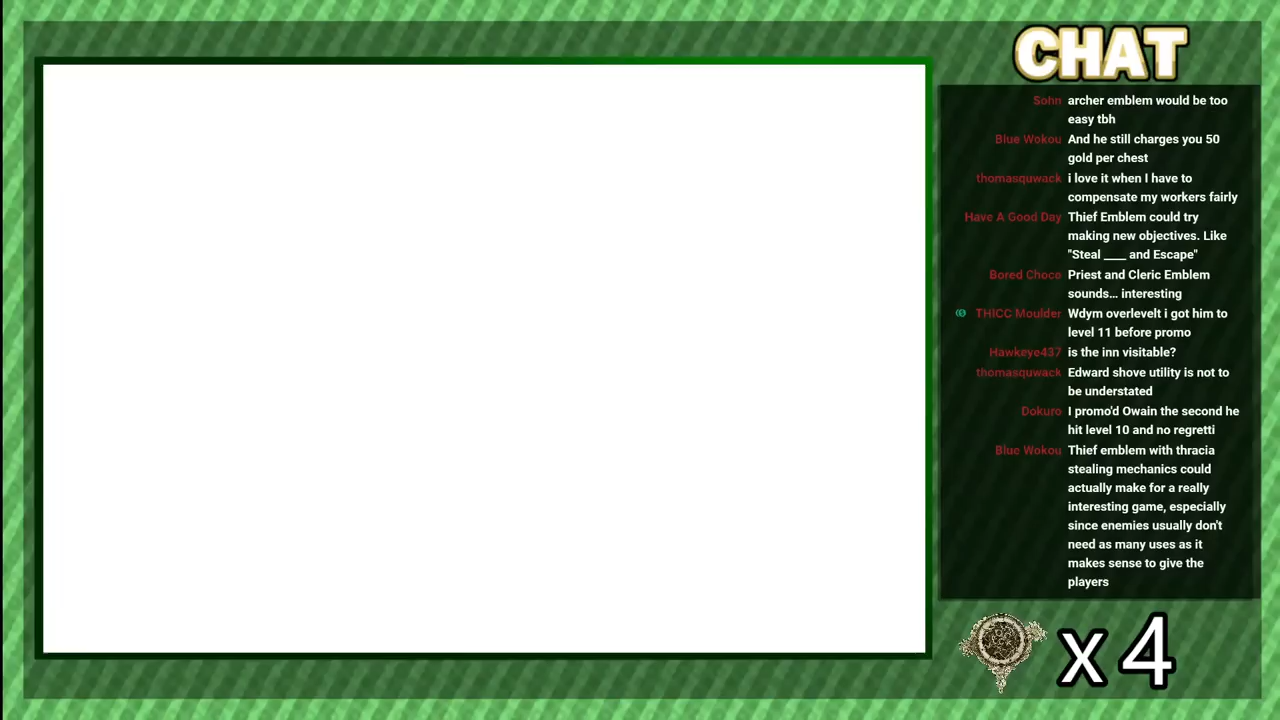 CHAT
Sohn archer emblem would be too
easy tbh
Blue Wokou And he still charges you 50
gold per chest
thomasquwack i love it when I have to
compensate my workers fairly
Have A Good Day Thief Emblem could try
making new objectives. Like
"Steal ____ and Escape"
Bored Choco Priest and Cleric Emblem
sounds... interesting
THICC Moulder Wdym overlevelt i got him to
level 11 before promo
Hawkeye437 is the inn visitable?
thomasquwack Edward shove utility is not to
be understated
Dokuro I promo'd Owain the second he
hit level 10 and no regretti
Blue Wokou Thief emblem with thracia
stealing mechanics could
actually make for a really
interesting game, especially
since enemies usually don't
need as many uses as it
makes sense to give the
players
x 4